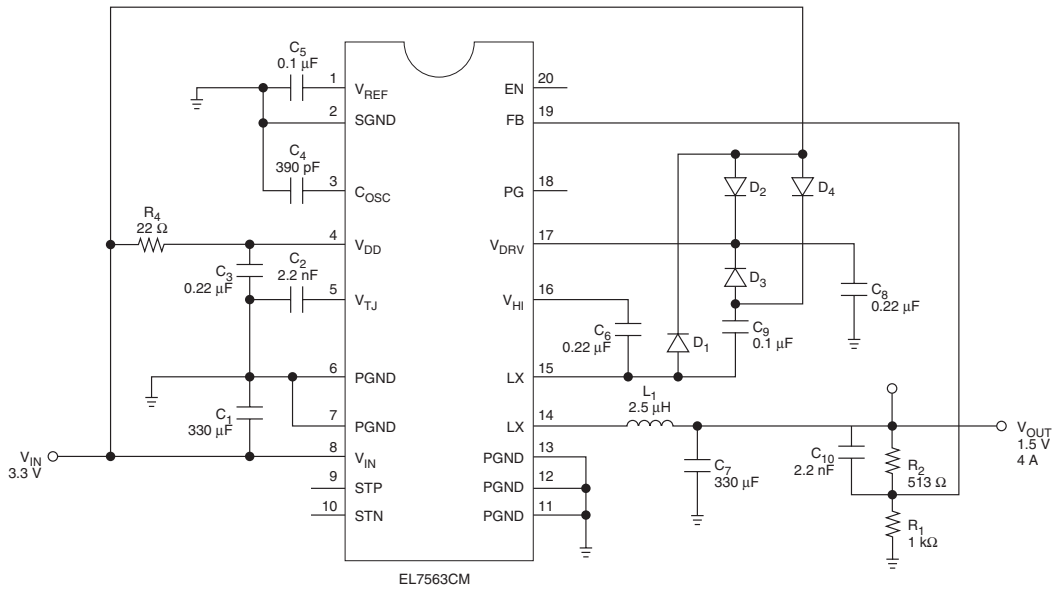 C5
0.1 µF
1
VREF
2
SGND
C4
390 pF
3
COSC
R4
22 Ω
4
VDD
C3
0.22 µF
C2
2.2 nF
5
VTJ
6
PGND
C1
330 µF
7
PGND
VIN
3.3 V
8
VIN
9
STP
10
STN
EN
20
FB
19
PG
18
VDRV
17
VHI
16
LX
15
LX
14
PGND
13
PGND
12
PGND
11
D2
D4
D3
C8
0.22 µF
C6
0.22 µF
D1
C9
0.1 µF
L1
2.5 µH
C7
330 µF
C10
2.2 nF
R2
513 Ω
R1
1 kΩ
VOUT
1.5 V
4 A
EL7563CM